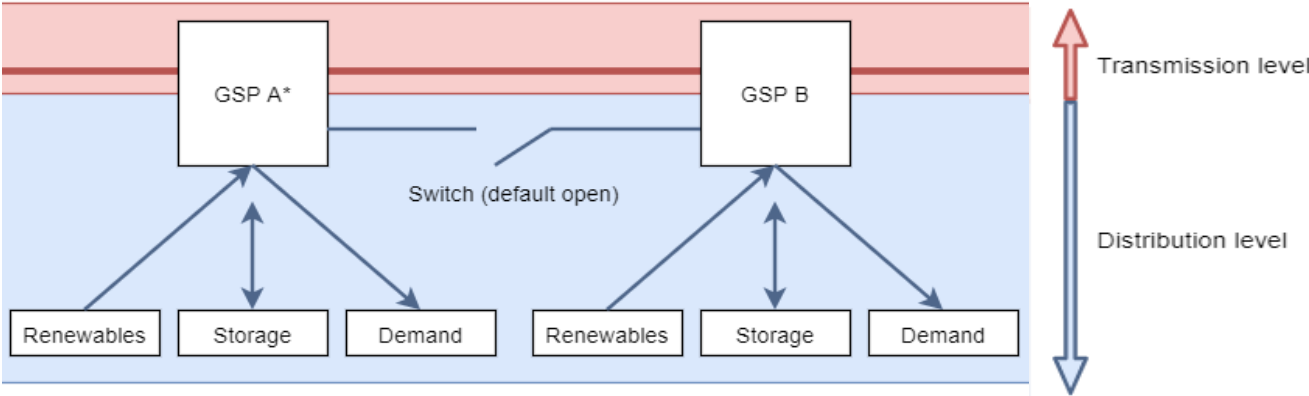 GSP A*
GSP B
Transmission level
Switch (default open)
Distribution level
Renewables
Storage
Demand
Renewables
Storage
Demand